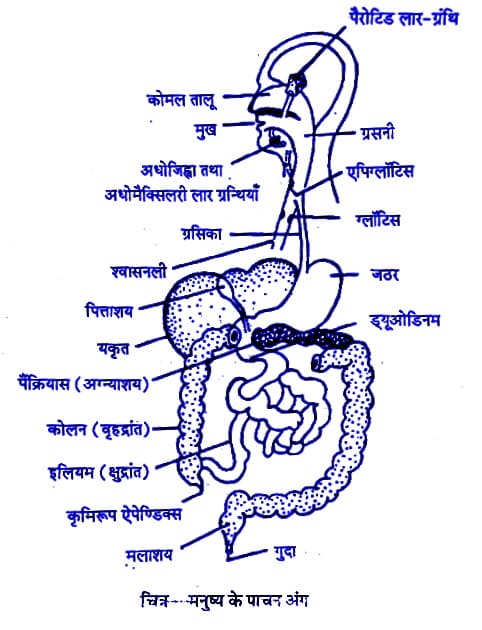 पैरोटिड लार-ग्रंथि
कोमल तालू
मुख
ग्रसनी
अधोजिह्वा तथा
अधोमैक्सिलरी लार ग्रन्थियाँ
एपिग्लॉटिस
ग्लॉटिस
ग्रसिका
श्वासनली
जठर
पित्ताशय
ड्यूओडिनम
यकृत
पैंक्रियास (अग्न्याशय)
कोलन (वृहद्रांत)
इलियम (क्षुद्रांत)
कृमिरूप ऐपेण्डिक्स
मलाशय
गुदा
चित्र--मनुष्य के पाचन अंग